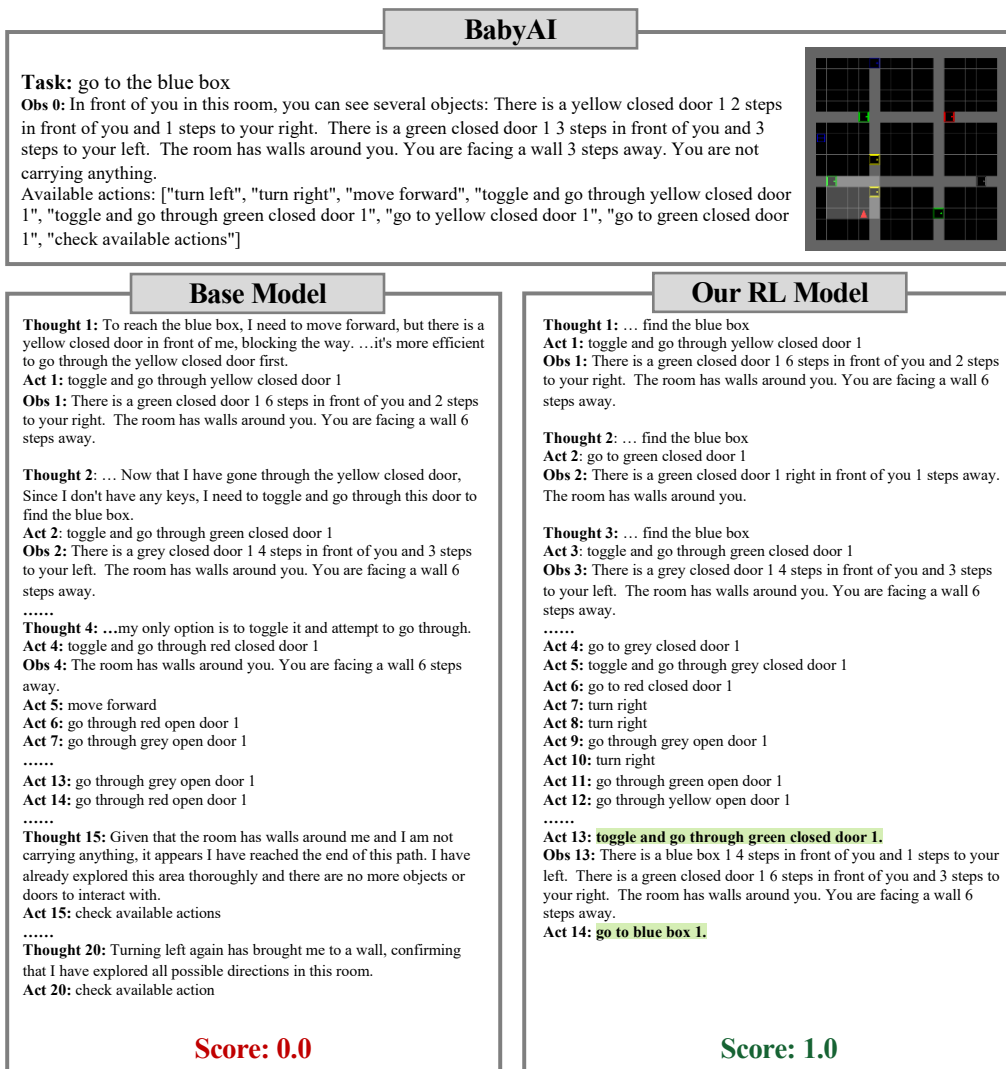 BabyAI
Task: go to the blue box
Obs 0: In front of you in this room, you can see several objects: There is a yellow closed door 1 2 steps
in front of you and 1 steps to your right. There is a green closed door 1 3 steps in front of you and 3
steps to your left. The room has walls around you. You are facing a wall 3 steps away. You are not
carrying anything.
Available actions: ["turn left", "turn right", "move forward", "toggle and go through yellow closed door
1", "toggle and go through green closed door 1", "go to yellow closed door 1", "go to green closed door
1", "check available actions"]
Base Model
Thought 1: To reach the blue box, I need to move forward, but there is a
yellow closed door in front of me, blocking the way. …it's more efficient
to go through the yellow closed door first.
Act 1: toggle and go through yellow closed door 1
Obs 1: There is a green closed door 1 6 steps in front of you and 2 steps
to your right. The room has walls around you. You are facing a wall 6
steps away.
Thought 2: … Now that I have gone through the yellow closed door,
Since I don't have any keys, I need to toggle and go through this door to
find the blue box.
Act 2: toggle and go through green closed door 1
Obs 2: There is a grey closed door 1 4 steps in front of you and 3 steps
to your left. The room has walls around you. You are facing a wall 6
steps away.
……
Thought 4: …my only option is to toggle it and attempt to go through.
Act 4: toggle and go through red closed door 1
Obs 4: The room has walls around you. You are facing a wall 6 steps
away.
Act 5: move forward
Act 6: go through red open door 1
Act 7: go through grey open door 1
……
Act 13: go through grey open door 1
Act 14: go through red open door 1
……
Thought 15: Given that the room has walls around me and I am not
carrying anything, it appears I have reached the end of this path. I have
already explored this area thoroughly and there are no more objects or
doors to interact with.
Act 15: check available actions
……
Thought 20: Turning left again has brought me to a wall, confirming
that I have explored all possible directions in this room.
Act 20: check available action
Score: 0.0
Our RL Model
Thought 1: … find the blue box
Act 1: toggle and go through yellow closed door 1
Obs 1: There is a green closed door 1 6 steps in front of you and 2 steps
to your right. The room has walls around you. You are facing a wall 6
steps away.
Thought 2: … find the blue box
Act 2: go to green closed door 1
Obs 2: There is a green closed door 1 right in front of you 1 steps away.
The room has walls around you.
Thought 3: … find the blue box
Act 3: toggle and go through green closed door 1
Obs 3: There is a grey closed door 1 4 steps in front of you and 3 steps
to your left. The room has walls around you. You are facing a wall 6
steps away.
……
Act 4: go to grey closed door 1
Act 5: toggle and go through grey closed door 1
Act 6: go to red closed door 1
Act 7: turn right
Act 8: turn right
Act 9: go through grey open door 1
Act 10: turn right
Act 11: go through green open door 1
Act 12: go through yellow open door 1
……
Act 13: toggle and go through green closed door 1.
Obs 13: There is a blue box 1 4 steps in front of you and 1 steps to your
left. There is a green closed door 1 6 steps in front of you and 3 steps to
your right. The room has walls around you. You are facing a wall 6
steps away.
Act 14: go to blue box 1.
Score: 1.0